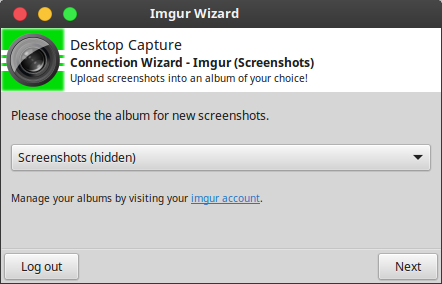 Imgur Wizard
Desktop Capture
Connection Wizard - Imgur (Screenshots)
Upload screenshots into an album of your choice!
Please choose the album for new screenshots.
Screenshots (hidden)
Manage your albums by visiting your imgur account.
Log out
Next